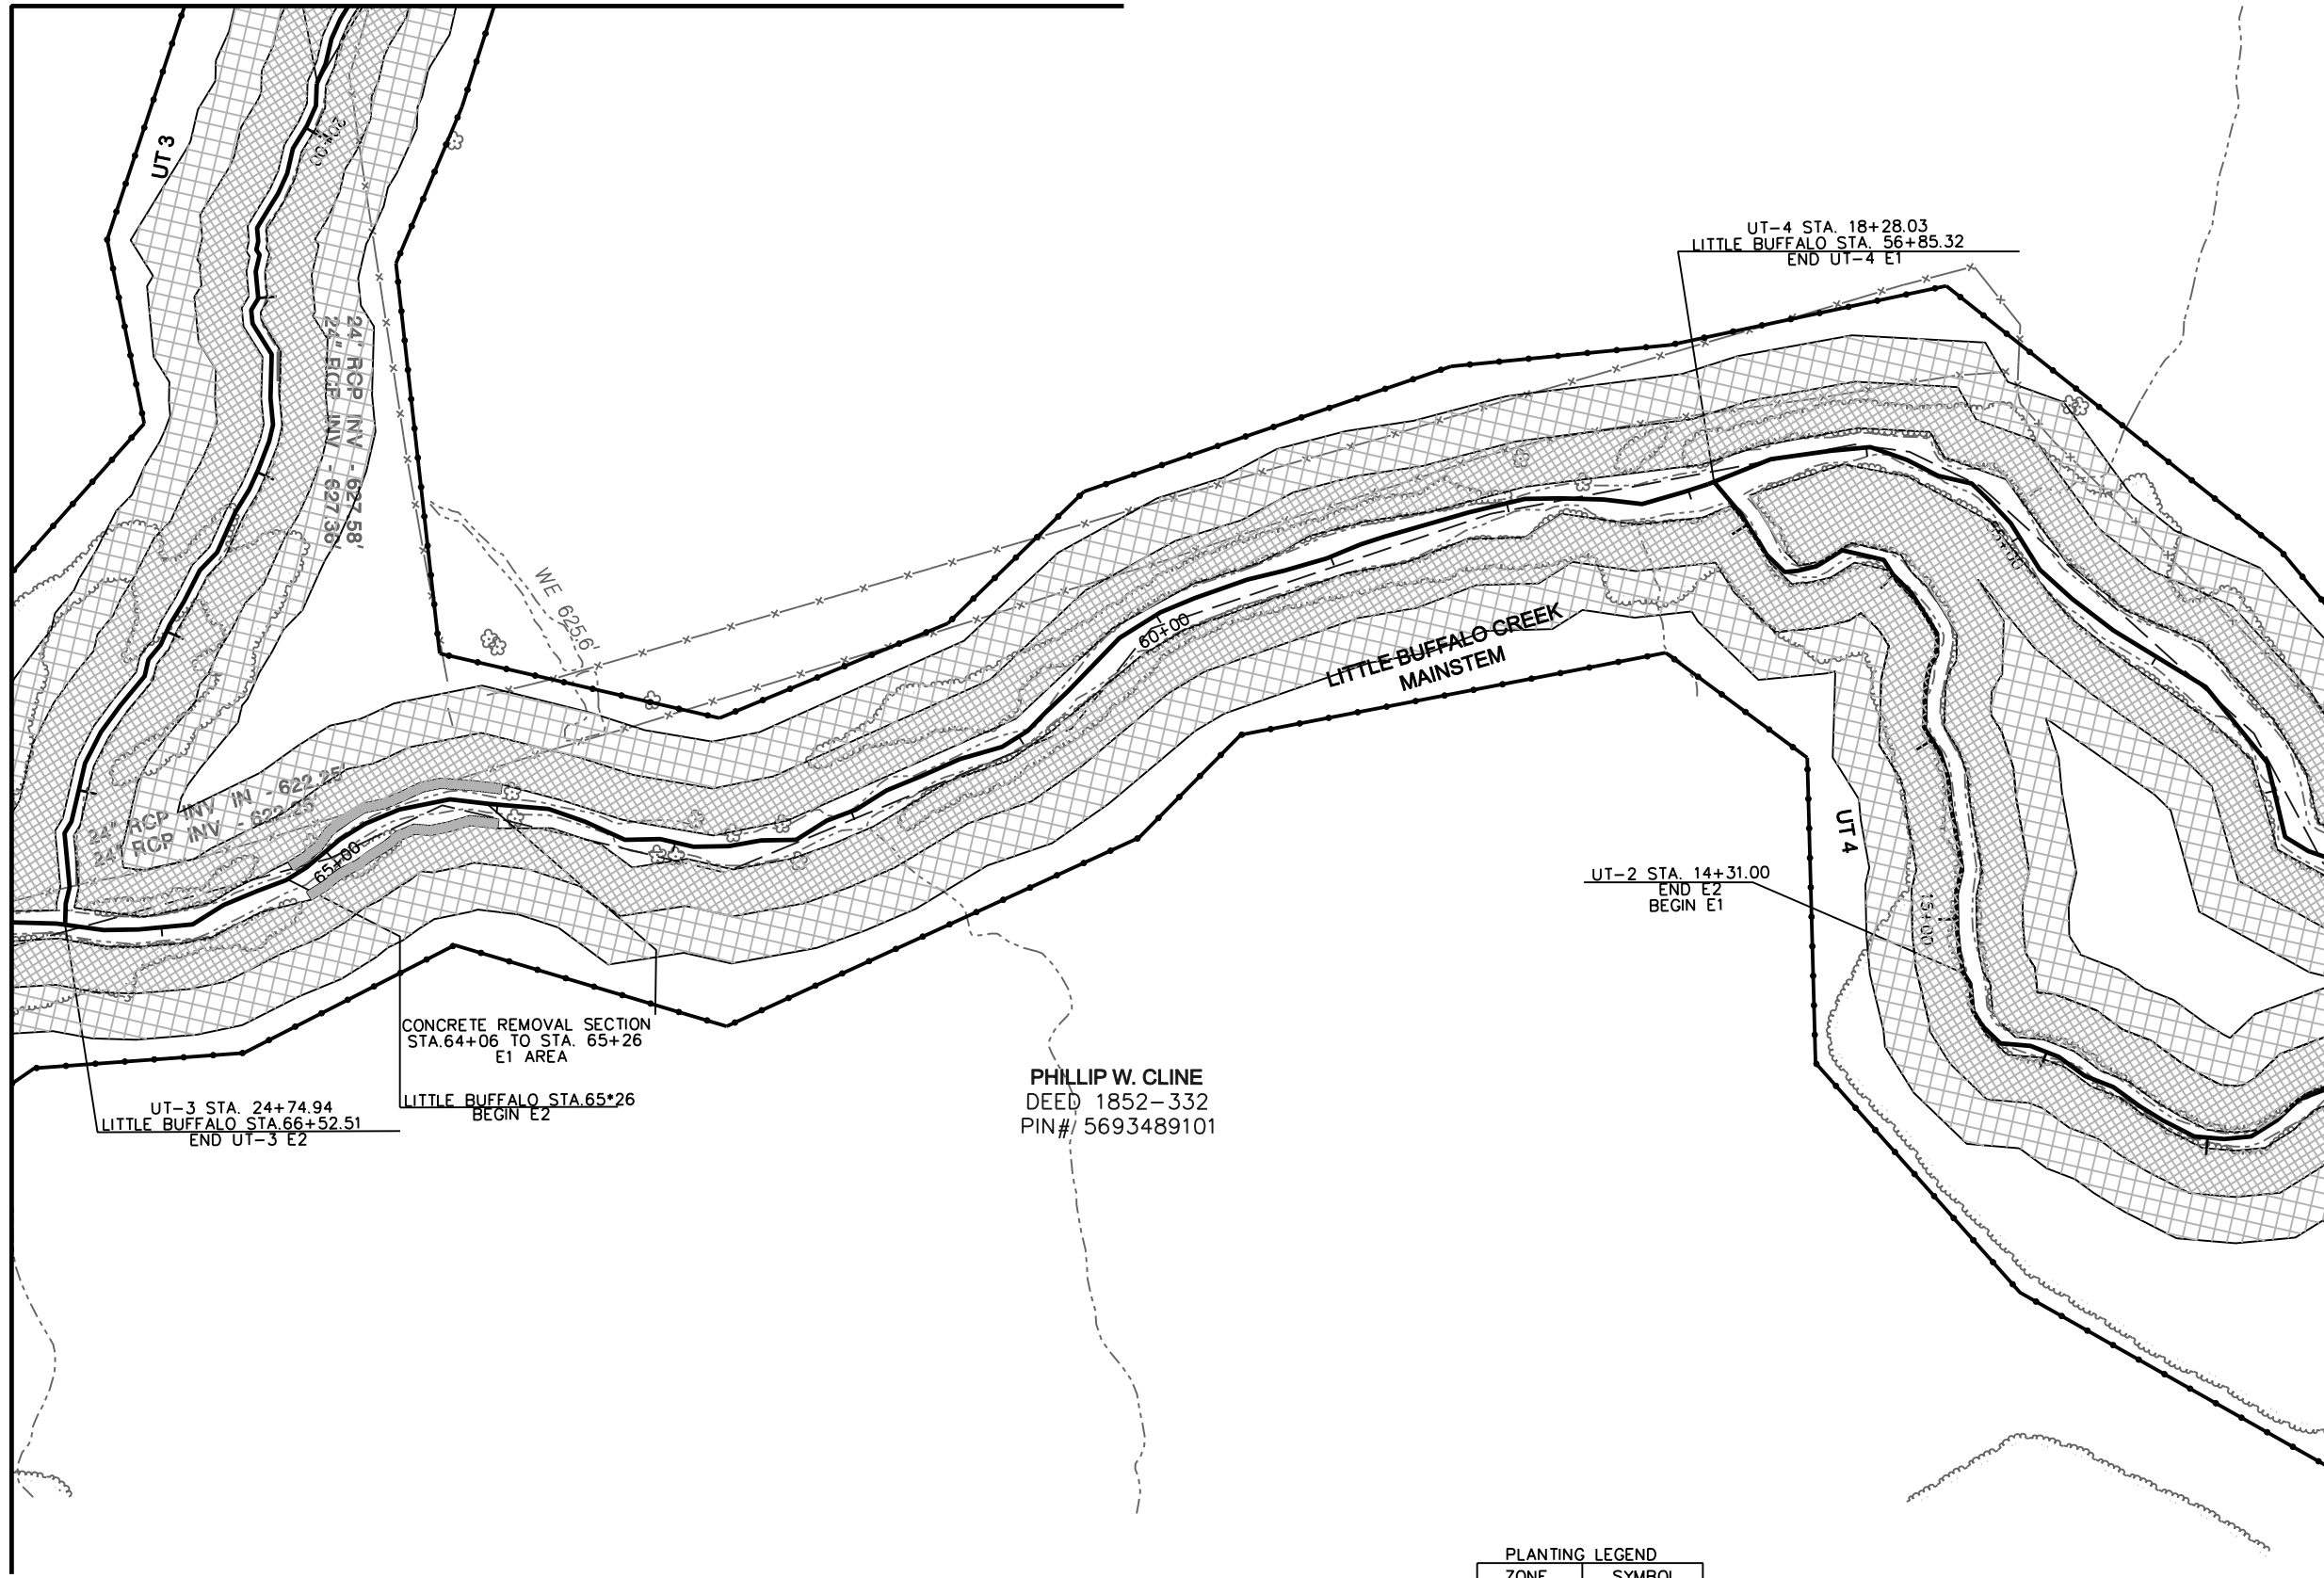 UT 3
20+00
24" RCP INV - 627.58'
24" RCP INV - 627.36'
UT-4 STA. 18+28.03
LITTLE BUFFALO STA. 56+85.32
END UT-4 E1
WE 625.6'
60+00
LITTLE BUFFALO CREEK
MAINSTEM
24" RCP INV IN - 622.25'
24" RCP INV - 622.25'
65+00
UT 4
UT-2 STA. 14+31.00
END E2
BEGIN E1
15+00
CONCRETE REMOVAL SECTION
STA.64+06 TO STA. 65+26
E1 AREA
LITTLE BUFFALO STA.65*26
BEGIN E2
UT-3 STA. 24+74.94
LITTLE BUFFALO STA.66+52.51
END UT-3 E2
PHILLIP W. CLINE
DEED 1852-332
PIN# 5693489101
PLANTING LEGEND
ZONE SYMBOL